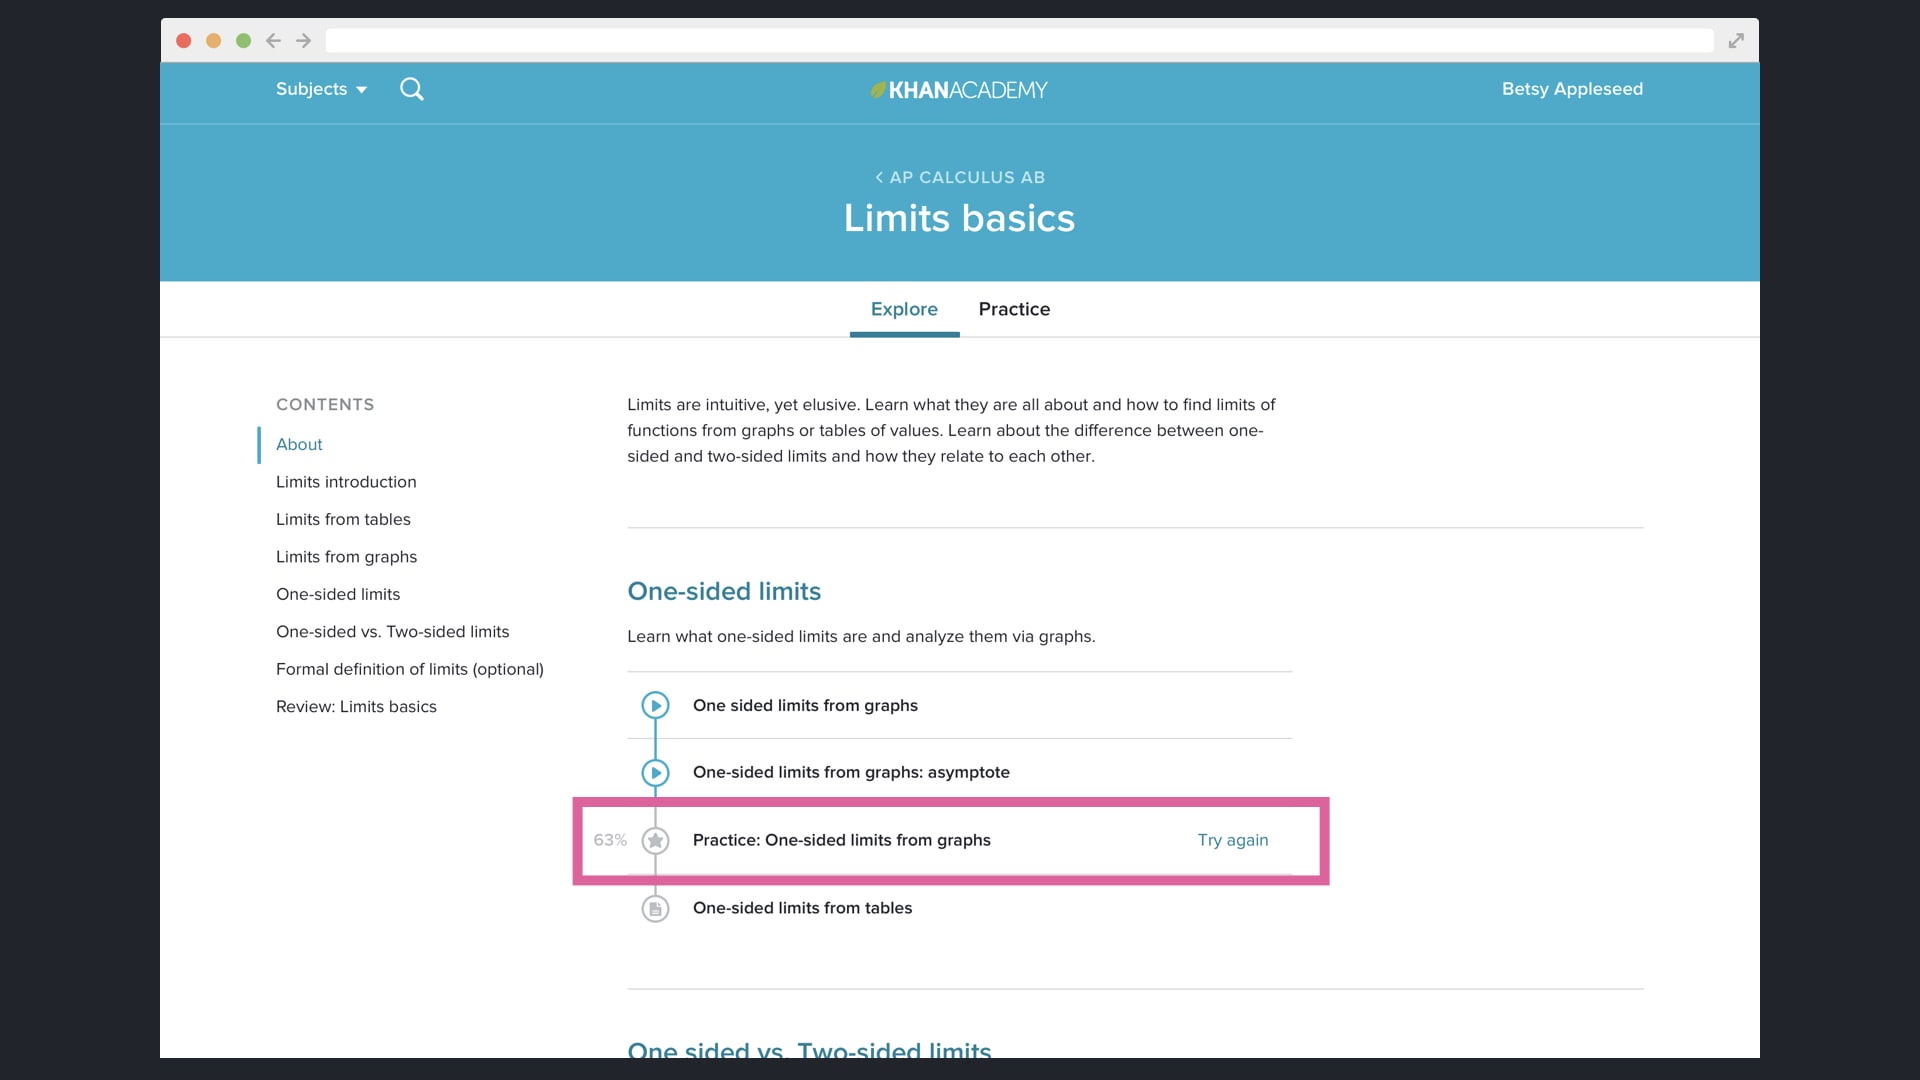 Subjects
KHANACADEMY
Betsy Appleseed
< AP CALCULUS AB
Limits basics
Explore
Practice
CONTENTS
About
Limits introduction
Limits from tables
Limits from graphs
One-sided limits
One-sided vs. Two-sided limits
Formal definition of limits (optional)
Review: Limits basics
Limits are intuitive, yet elusive. Learn what they are all about and how to find limits of
functions from graphs or tables of values. Learn about the difference between one-
sided and two-sided limits and how they relate to each other.
One-sided limits
Learn what one-sided limits are and analyze them via graphs.
One sided limits from graphs
One-sided limits from graphs: asymptote
63%
Practice: One-sided limits from graphs
Try again
One-sided limits from tables
One sided vs. Two-sided limits